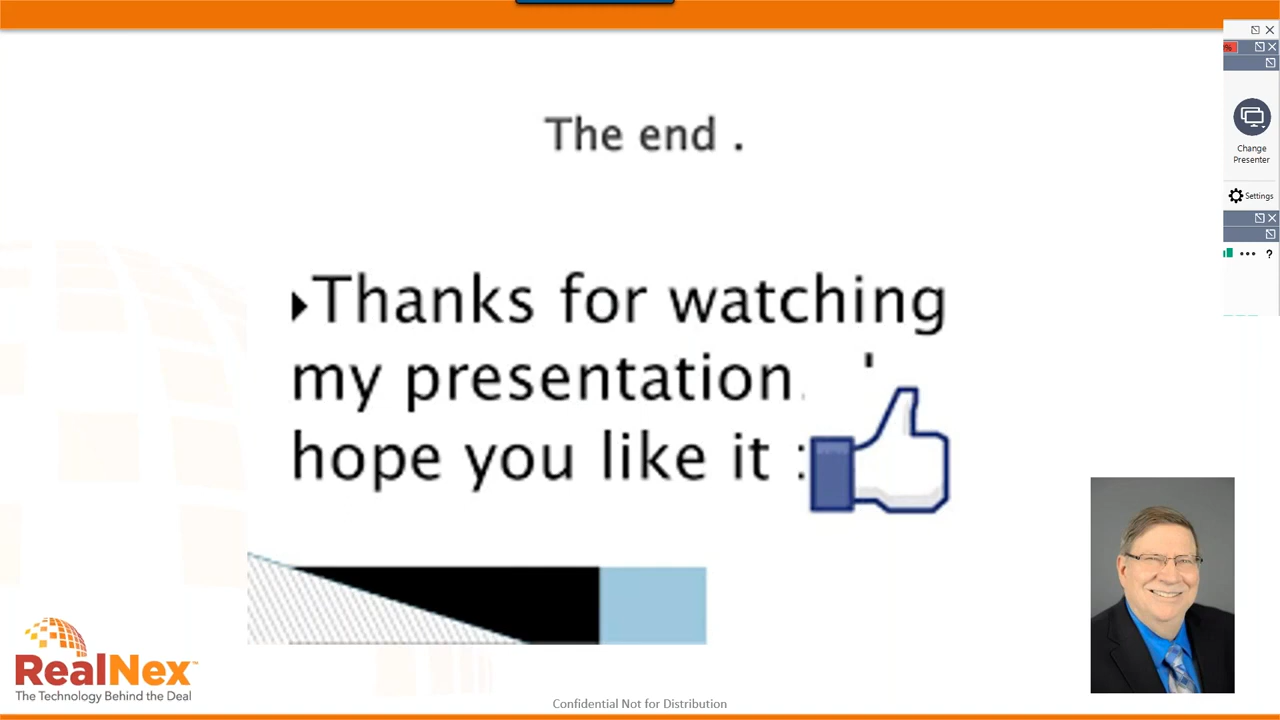 The end .
Thanks for watching
my presentation.
hope you like it :
RealNex™
The Technology Behind the Deal
Confidential Not for Distribution
%
Change
Presenter
Settings
?